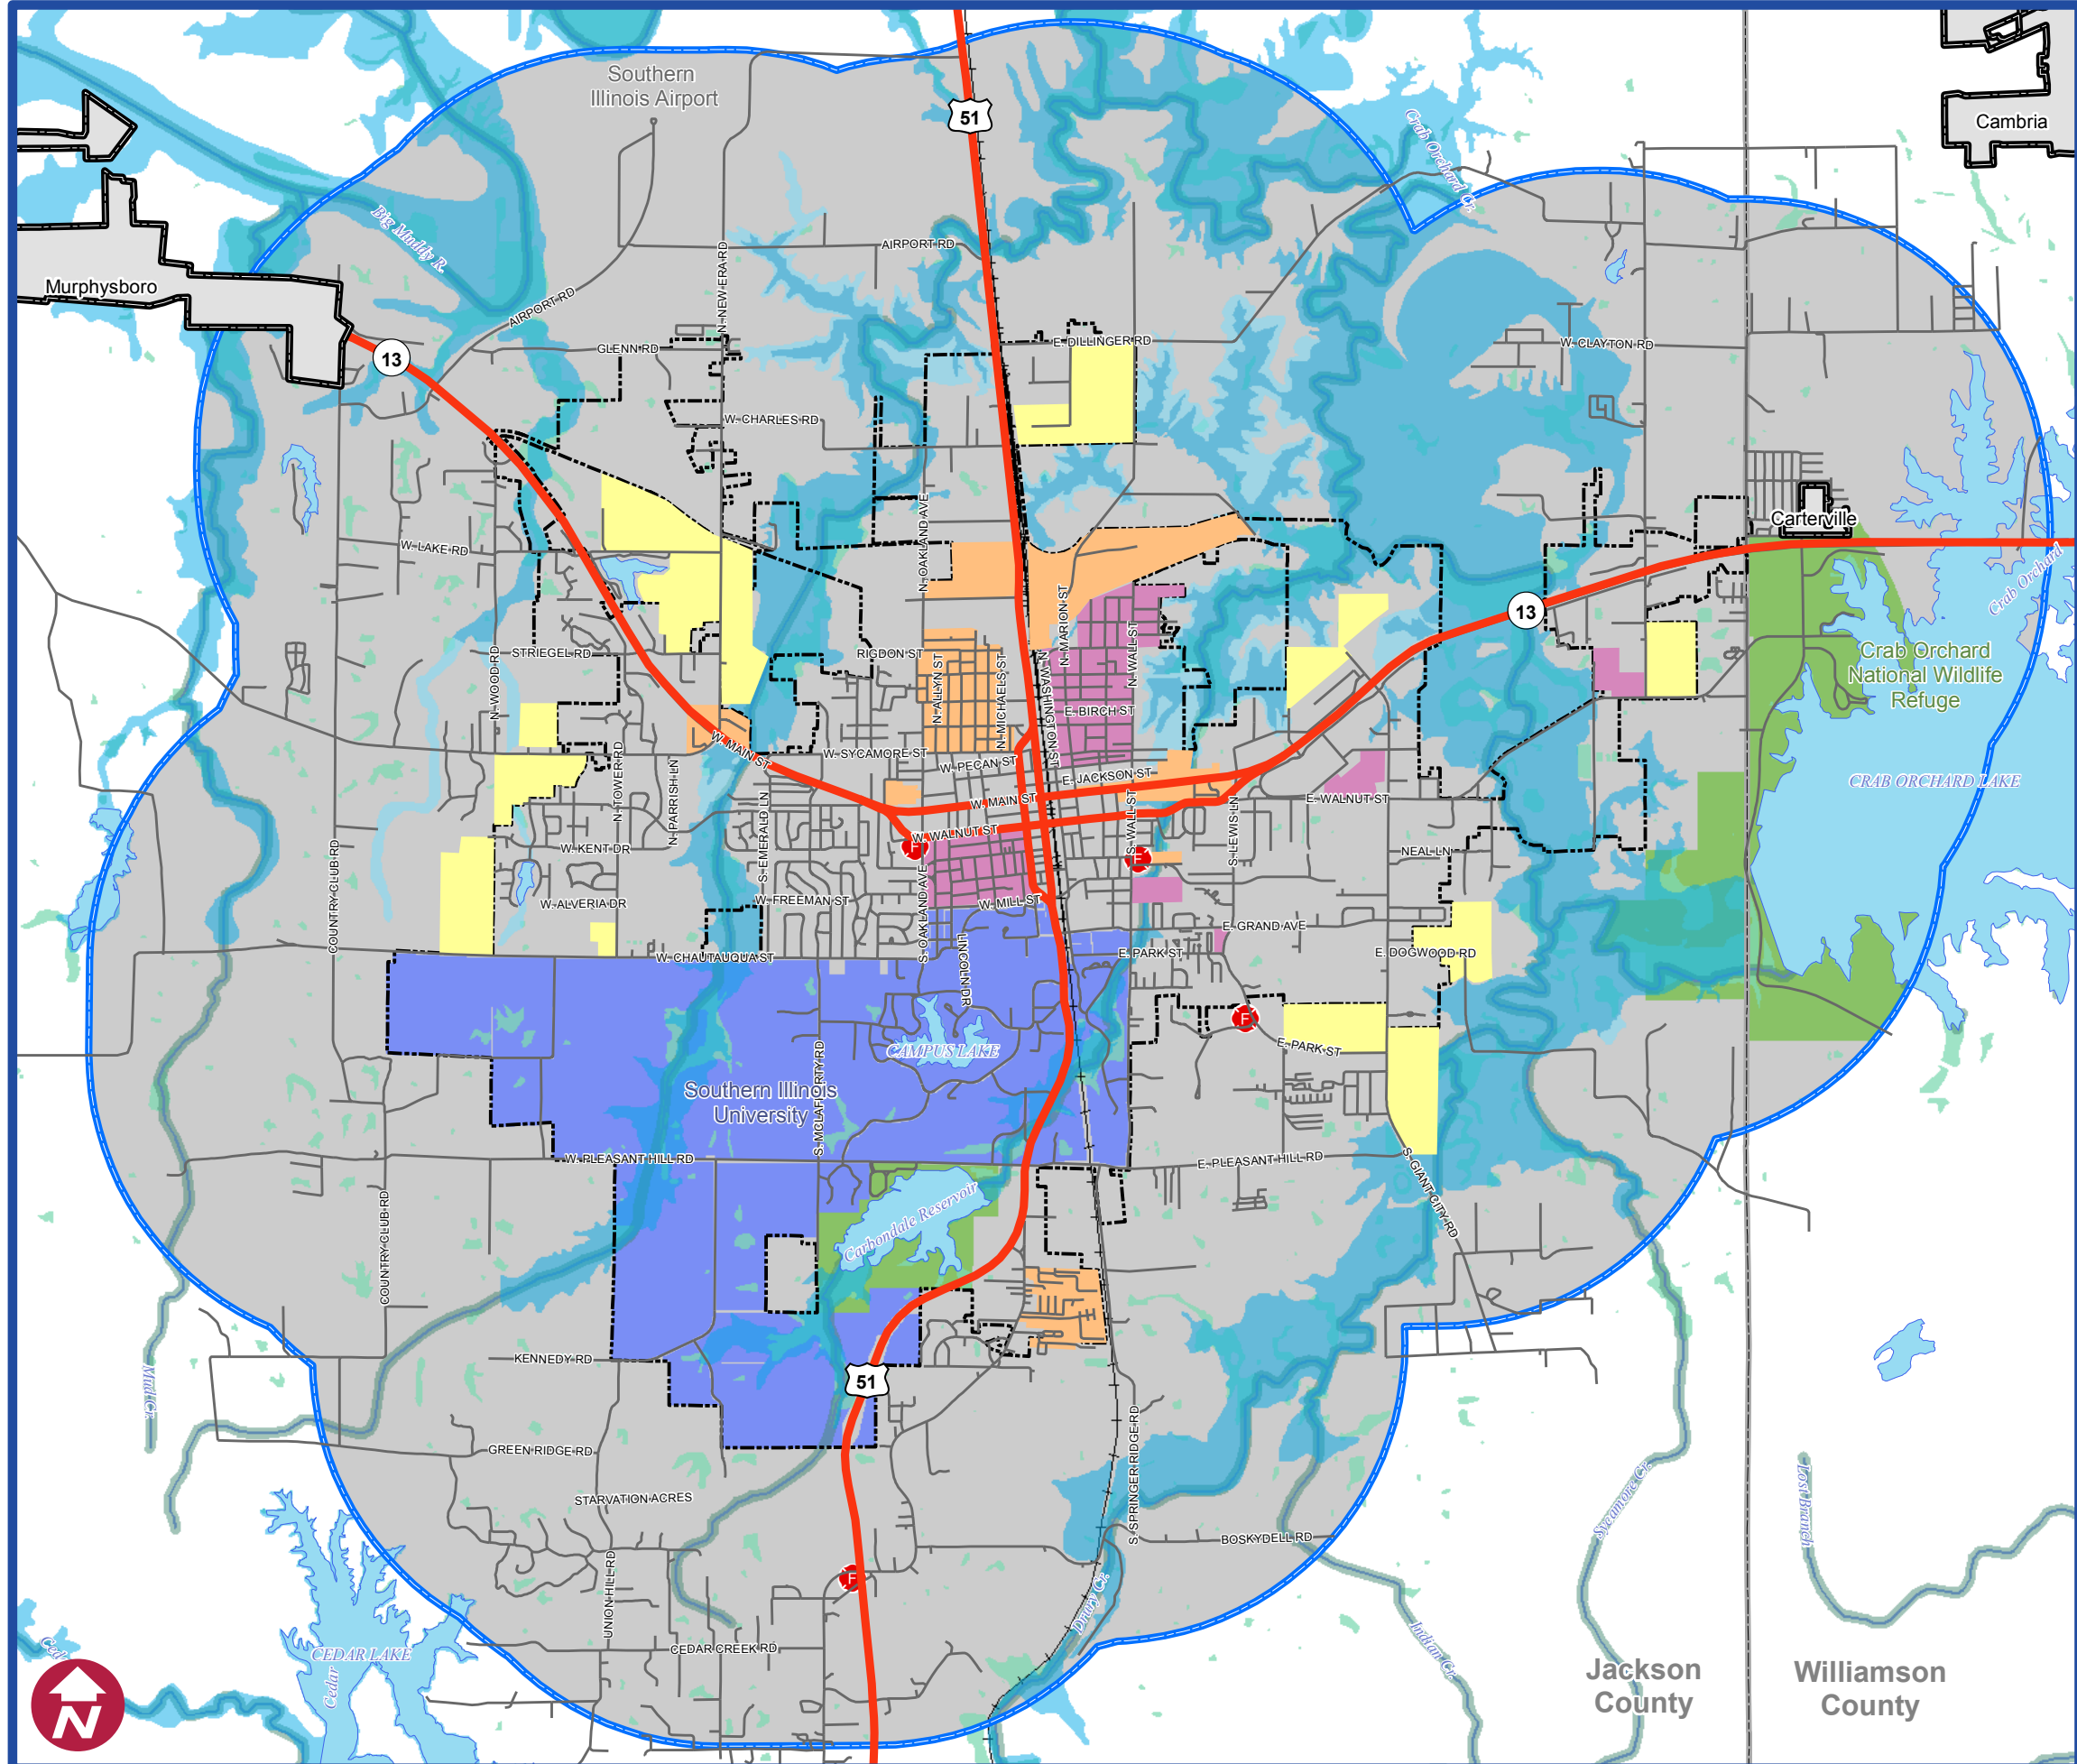 Southern
Illinois Airport
51
Crab Orchard Cr.
Cambria
Big Muddy R.
AIRPORT RD
Murphysboro
AIRPORT RD
N. NEW ERA RD
13
GLENN RD
E. DILLINGER RD
W. CLAYTON RD
W. CHARLES RD
N. OAKLAND AVE
Carterville
W. LAKE RD
Crab Orchard
13
N. MARION ST
N. WALL ST
STRIEGEL RD
RIGDON ST
N. WOOD RD
N. ALLYN ST
N. MICHAELS ST
N. WASHINGTON ST
Crab Orchard
National Wildlife
Refuge
E. BIRCH ST
W. MAIN ST
W. SYCAMORE ST
W. PECAN ST
E. JACKSON ST
CRAB ORCHARD LAKE
N. TOWER RD
N. PARRISH LN
S. EMERALD LN
W. MAIN ST
E. WALNUT ST
W. WALNUT ST
S. WALL ST
S. LEWIS LN
F
F
W. KENT DR
NEAL LN
COUNTRY CLUB RD
W. ALVERIA DR
W. FREEMAN ST
S. OAKLAND AVE
W. MILL ST
E. GRAND AVE
W. CHAUTAUQUA ST
LINCOLN DR
E. PARK ST
E. DOGWOOD RD
F
CAMPUS LAKE
E. PARK ST
Southern Illinois
University
S. MCLAFFERTY RD
W. PLEASANT HILL RD
E. PLEASANT HILL RD
S. GIANT CITY RD
COUNTRY CLUB RD
Carbondale Reservoir
KENNEDY RD
51
Mud Cr.
GREEN RIDGE RD
S. SPRINGER RIDGE RD
STARVATION ACRES
Sycamore Cr.
Lost Branch
BOSKYDELL RD
UNION HILL RD
F
Drury Cr.
Indian Cr.
CEDAR CREEK RD
CEDAR LAKE
Cedar
Ced
Jackson
County
Williamson
County
N